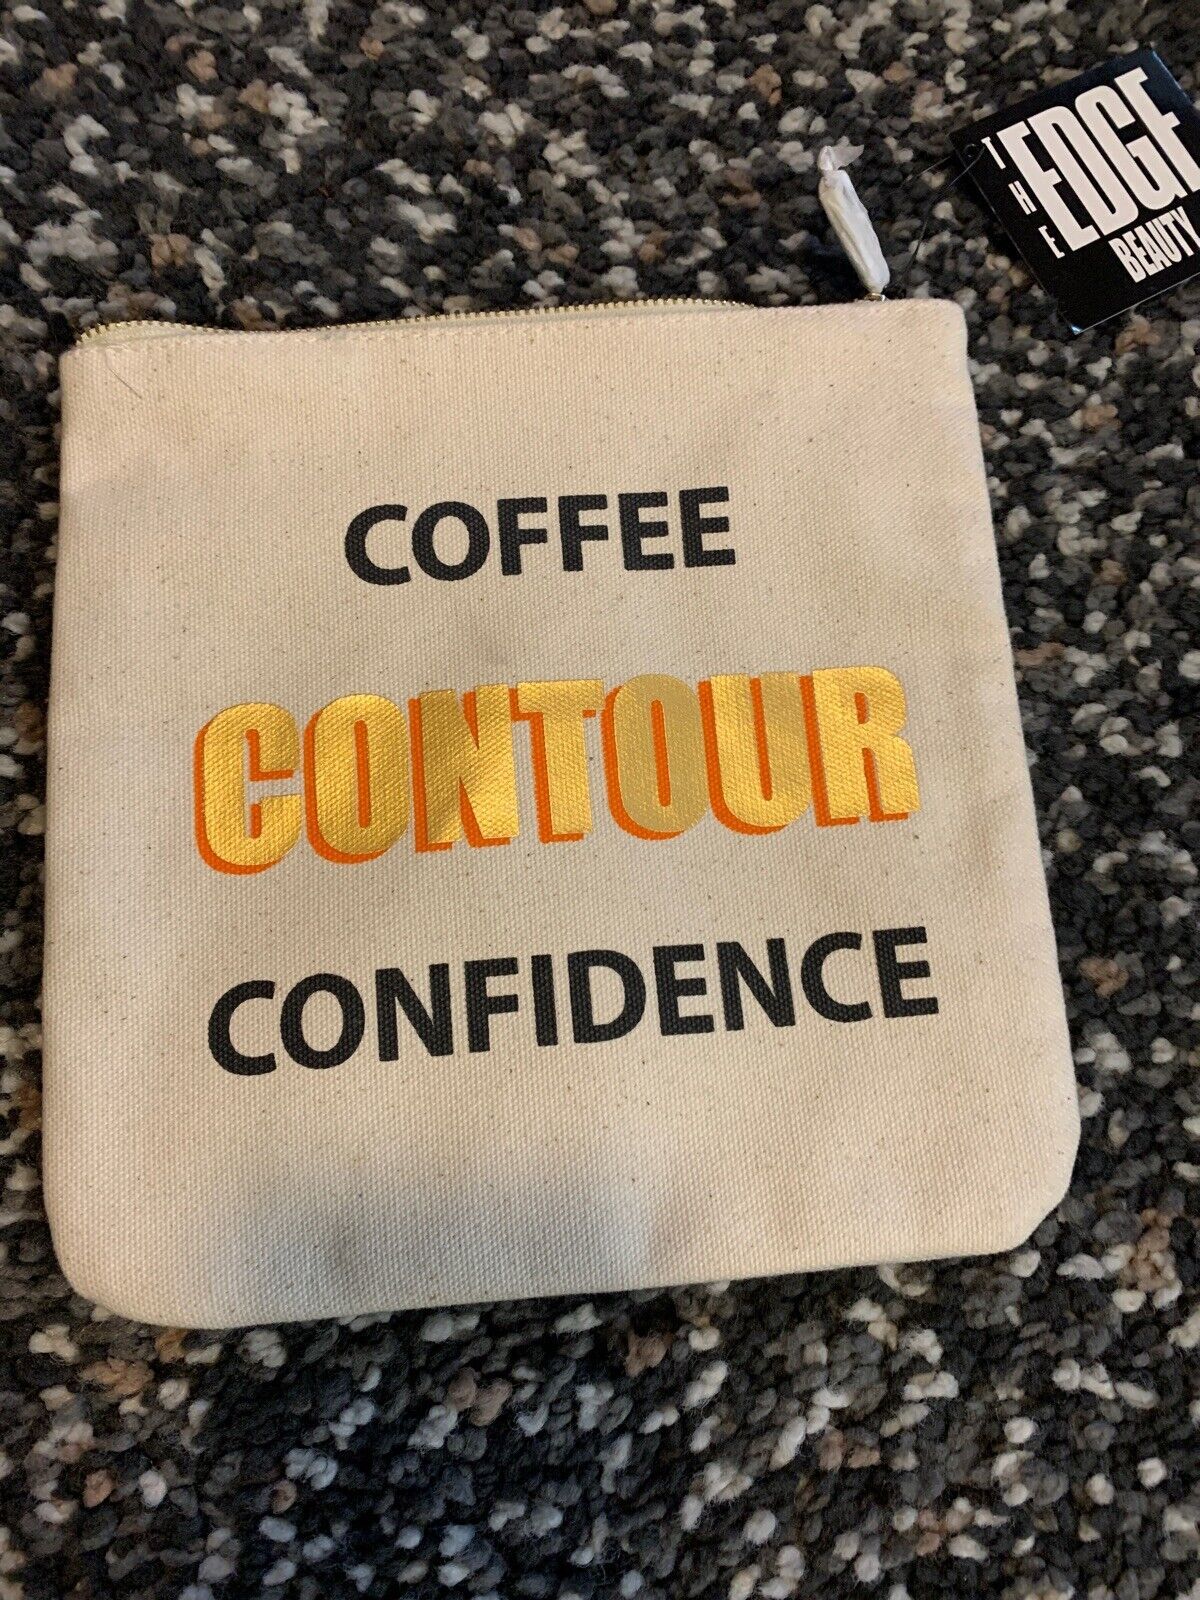 THE EDGE
BEAUTY
COFFEE
CONTOUR
CONFIDENCE